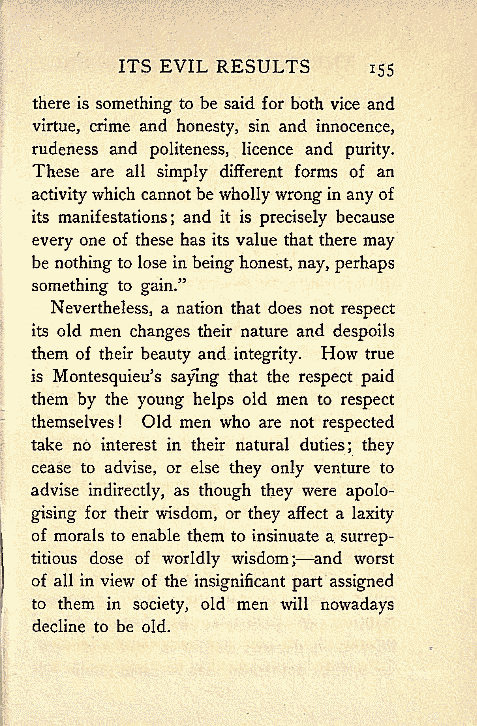 ITS EVIL RESULTS 155
there is something to be said for both vice and
virtue, crime and honesty, sin and innocence,
rudeness and politeness, licence and purity.
These are all simply different forms of an
activity which cannot be wholly wrong in any of
its manifestations; and it is precisely because
every one of these has its value that there may
be nothing to lose in being honest, nay, perhaps
something to gain.”
Nevertheless, a nation that does not respect
its old men changes their nature and despoils
them of their beauty and integrity. How true
is Montesquieu’s saying that the respect paid
them by the young helps old men to respect
themselves! Old men who are not respected
take no interest in their natural duties; they
cease to advise, or else they only venture to
advise indirectly, as though they were apolo-
gising for their wisdom, or they affect a laxity
of morals to enable them to insinuate a surrep-
titious dose of worldly wisdom;—and worst
of all in view of the insignificant part assigned
to them in society, old men will nowadays
decline to be old.